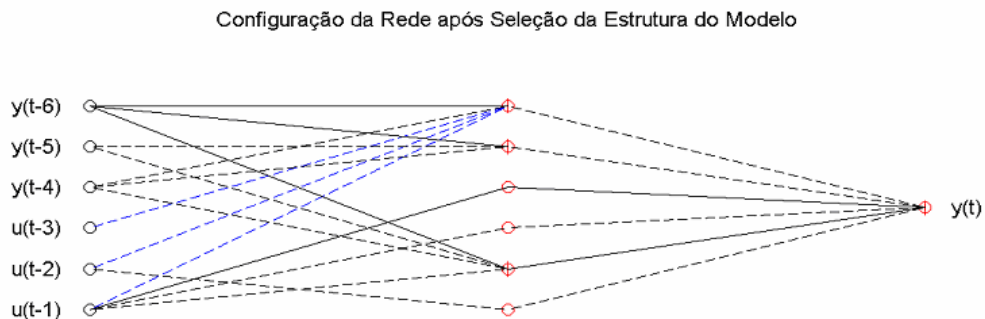 Configuração da Rede após Seleção da Estrutura do Modelo
y(t-6)
y(t-5)
y(t-4)
u(t-3)
y(t)
u(t-2)
u(t-1)